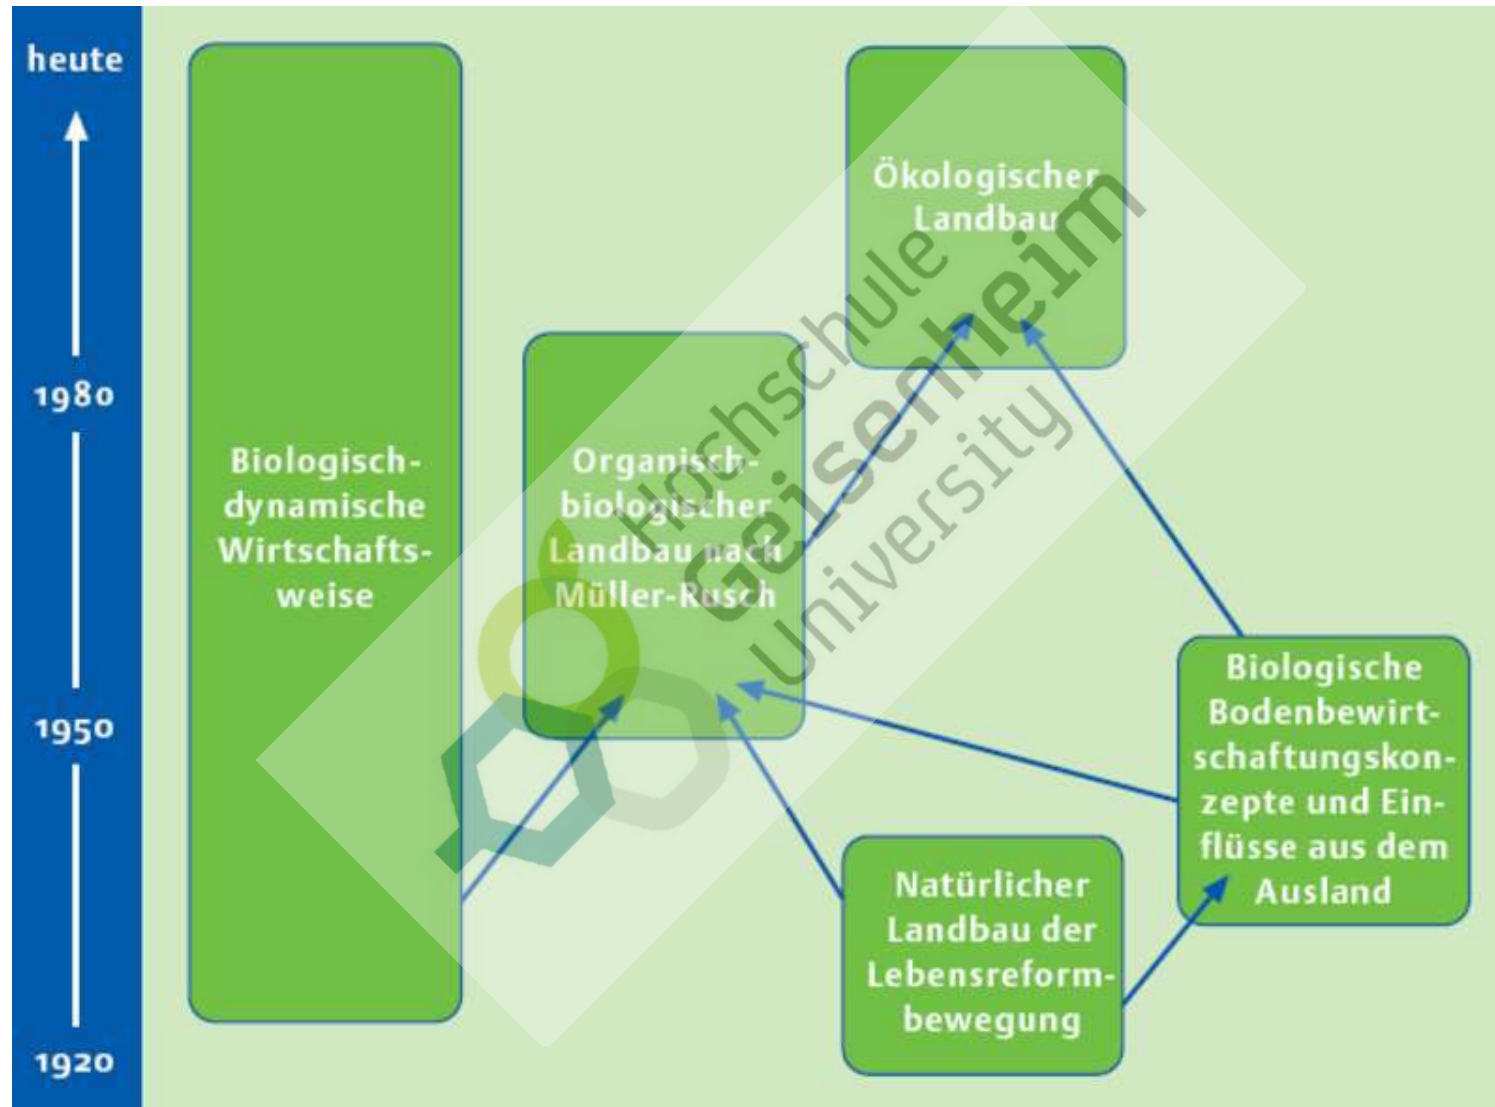 heute
1980
1950
1920
Biologisch-
dynamische
Wirtschafts-
weise
Organisch-
biologischer
Landbau nach
Müller-Rusch
Ökologischer
Landbau
Biologische
Bodenbewirt-
schaftungskon-
zepte und Ein-
flüsse aus dem
Ausland
Natürlicher
Landbau der
Lebensreform-
bewegung
Hochschule
Geisenheim
University